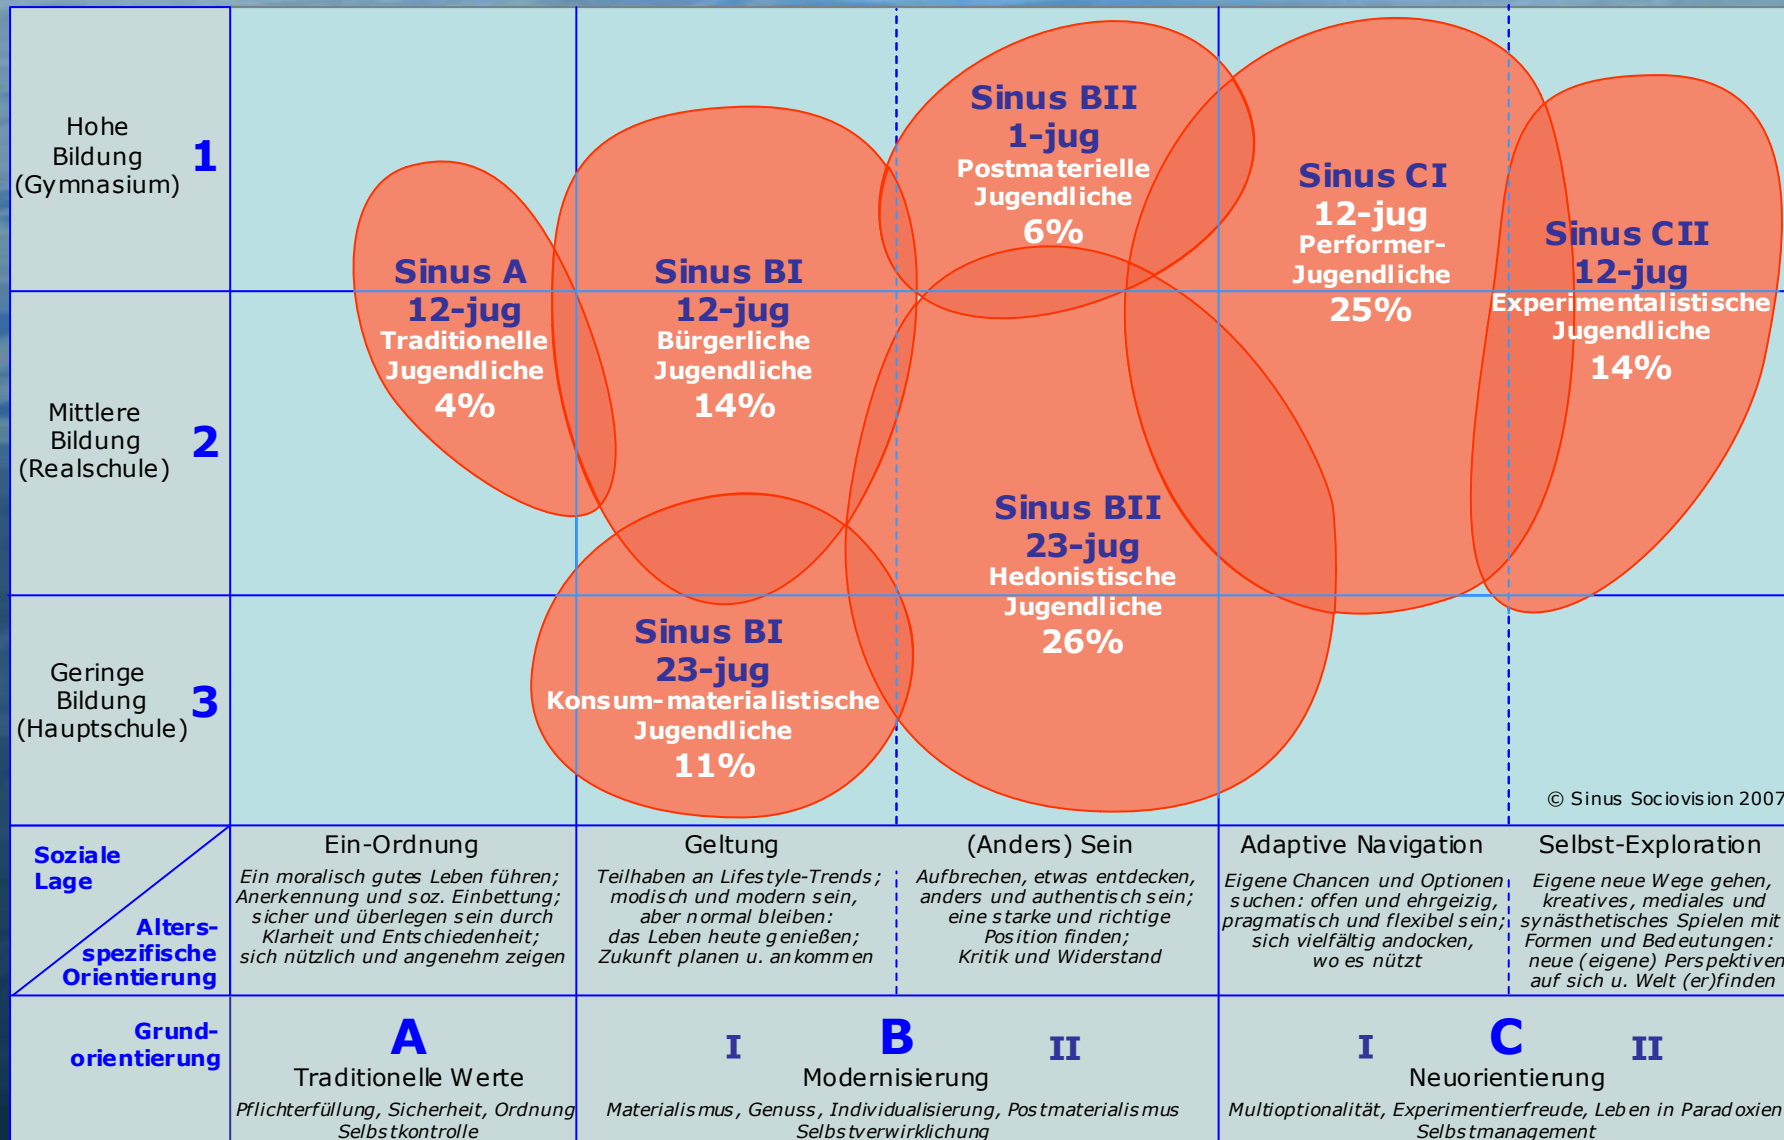 Hohe
Bildung
(Gymnasium)
1
Mittlere
Bildung
(Realschule)
2
Geringe
Bildung
(Hauptschule)
3
Sinus A
12-jug
Traditionelle
Jugendliche
4%
Sinus BI
12-jug
Bürgerliche
Jugendliche
14%
Sinus BII
1-jug
Postmaterielle
Jugendliche
6%
Sinus CI
12-jug
Performer-
Jugendliche
25%
Sinus CII
12-jug
Experimentalistische
Jugendliche
14%
Sinus BI
23-jug
Konsum-materialistische
Jugendliche
11%
Sinus BII
23-jug
Hedonistische
Jugendliche
26%
© Sinus Sociovision 2007
Soziale
Lage
Alters-
spezifische
Orientierung
Ein-Ordnung
Ein moralisch gutes Leben führen;
Anerkennung und soz. Einbettung;
sicher und überlegen sein durch
Klarheit und Entschiedenheit;
sich nützlich und angenehm zeigen
Geltung
Teilhaben an Lifestyle-Trends;
modisch und modern sein,
aber normal bleiben:
das Leben heute genießen;
Zukunft planen u. ankommen
(Anders) Sein
Aufbrechen, etwas entdecken,
anders und authentisch sein;
eine starke und richtige
Position finden;
Kritik und Widerstand
Adaptive Navigation
Eigene Chancen und Optionen
suchen: offen und ehrgeizig,
pragmatisch und flexibel sein;
sich vielfältig andocken,
wo es nützt
Selbst-Exploration
Eigene neue Wege gehen,
kreatives, mediales und
synästhetisches Spielen mit
Formen und Bedeutungen:
neue (eigene) Perspektiven
auf sich u. Welt (er)finden
Grund-
orientierung
A
Traditionelle Werte
Pflichterfüllung, Sicherheit, Ordnung
Selbstkontrolle
I B II
Modernisierung
Materialismus, Genuss, Individualisierung, Postmaterialismus
Selbstverwirklichung
I C II
Neuorientierung
Multioptionalität, Experimentierfreude, Leben in Paradoxien
Selbstmanagement